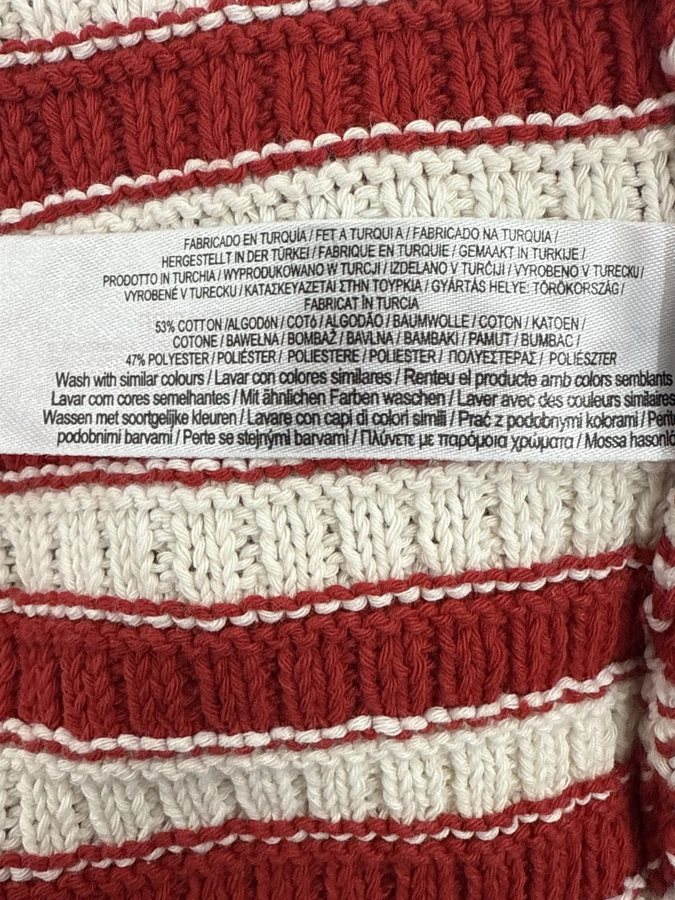 FABRICADO EN TURQUÍA / FET A TURQUIA / FABRICADO NA TURQUIA /
HERGESTELLT IN DER TÜRKEI / FABRIQUE EN TURQUIE / GEMAAKT IN TURKIJE /
PRODOTTO IN TURCHIA / WYPRODUKOWANO W TURCJI / IZDELANO V TURČIJI / VYROBENO V TURECKU /
VYROBENÉ V TURECKU / ΚΑΤΑΣΚΕΥΑΖΕΤΑΙ ΣΤΗΝ ΤΟΥΡΚΙΑ / GYÁRTÁS HELYE: TÖRÖKORSZÁG /
FABRICAT ÎN TURCIA
53% COTTON /ALGODóN / COTó / ALGODÃO / BAUMWOLLE / COTON / KATOEN /
COTONE / BAWELNA / BOMBAŽ / BAVLNA / BAMBAKI / PAMUT / BUMBAC /
47% POLYESTER / POLIÉSTER / POLIESTERE / POLIESTER / ΠΟΛΥΕΣΤΕΡΑΣ / POLIÉSZTER
Wash with similar colours / Lavar con colores similares / Renteu el producte amb colors semblants
Lavar com cores semelhantes / Mit ähnlichen Farben waschen / Laver avec des couleurs similaires
Wassen met soortgelijke kleuren / Lavare con capi di colori simili / Prać z podobnymi kolorami / Perite
podobnimi barvami / Perte se stejnými barvami / Πλύνετε με παρόμοια χρώματα / Mossa hasonló